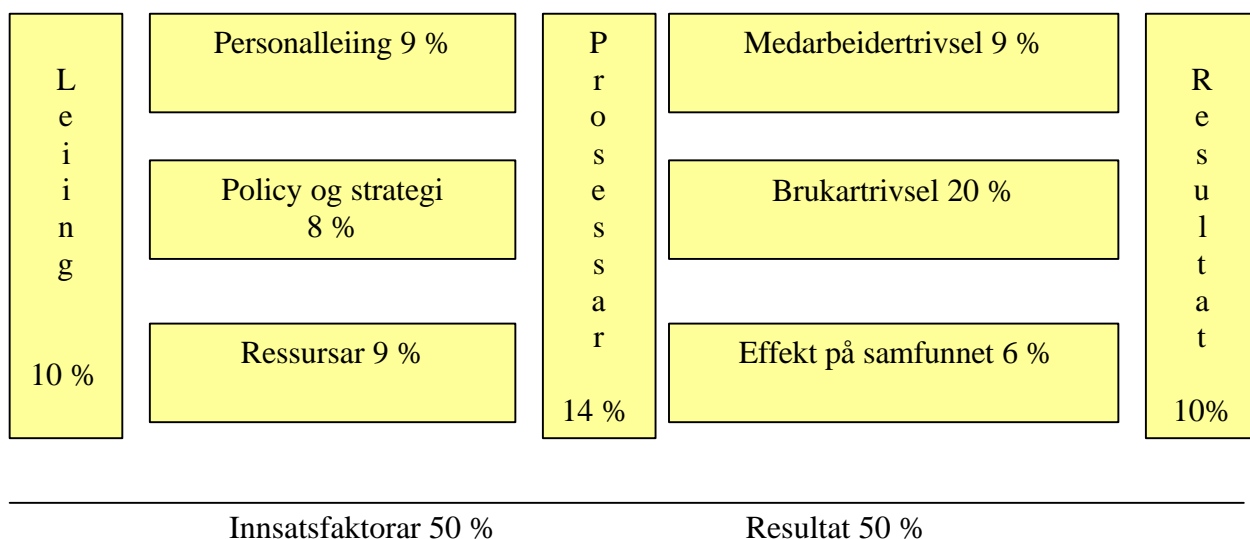 Leiing
10 %
Personalleiing 9 %
Policy og strategi
8 %
Ressursar 9 %
Prosessar
14 %
Medarbeidertrivsel 9 %
Brukartrivsel 20 %
Effekt på samfunnet 6 %
Resultat
10%
Innsatsfaktorar 50 %
Resultat 50 %